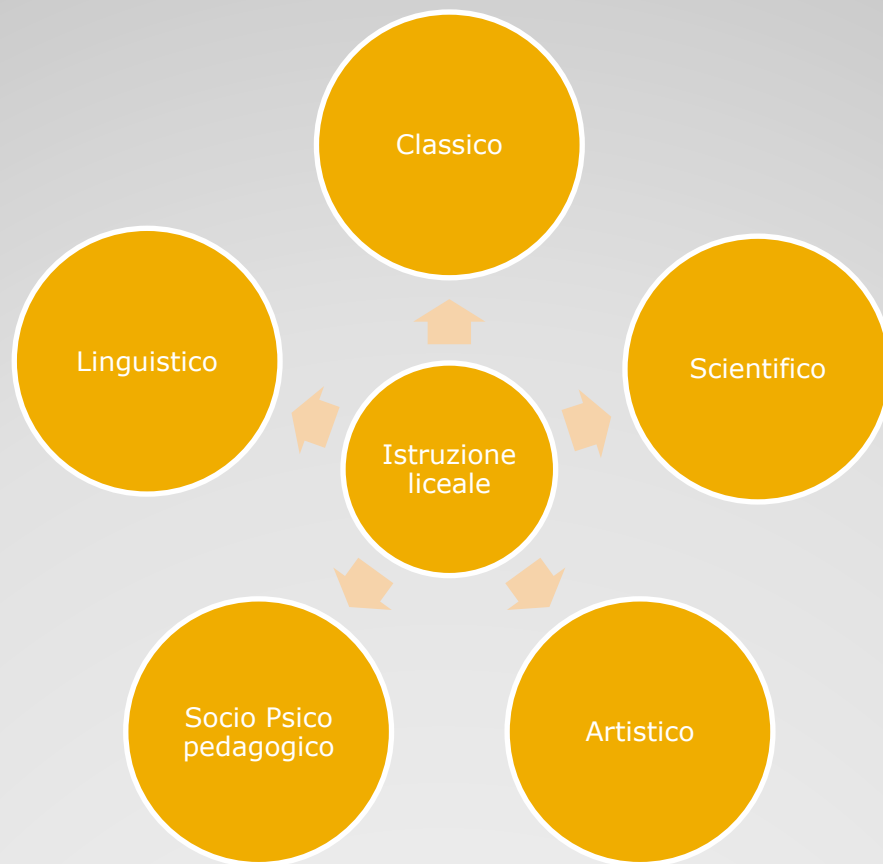 Classico
Linguistico
Scientifico
Istruzione
liceale
Socio Psico
pedagogico
Artistico